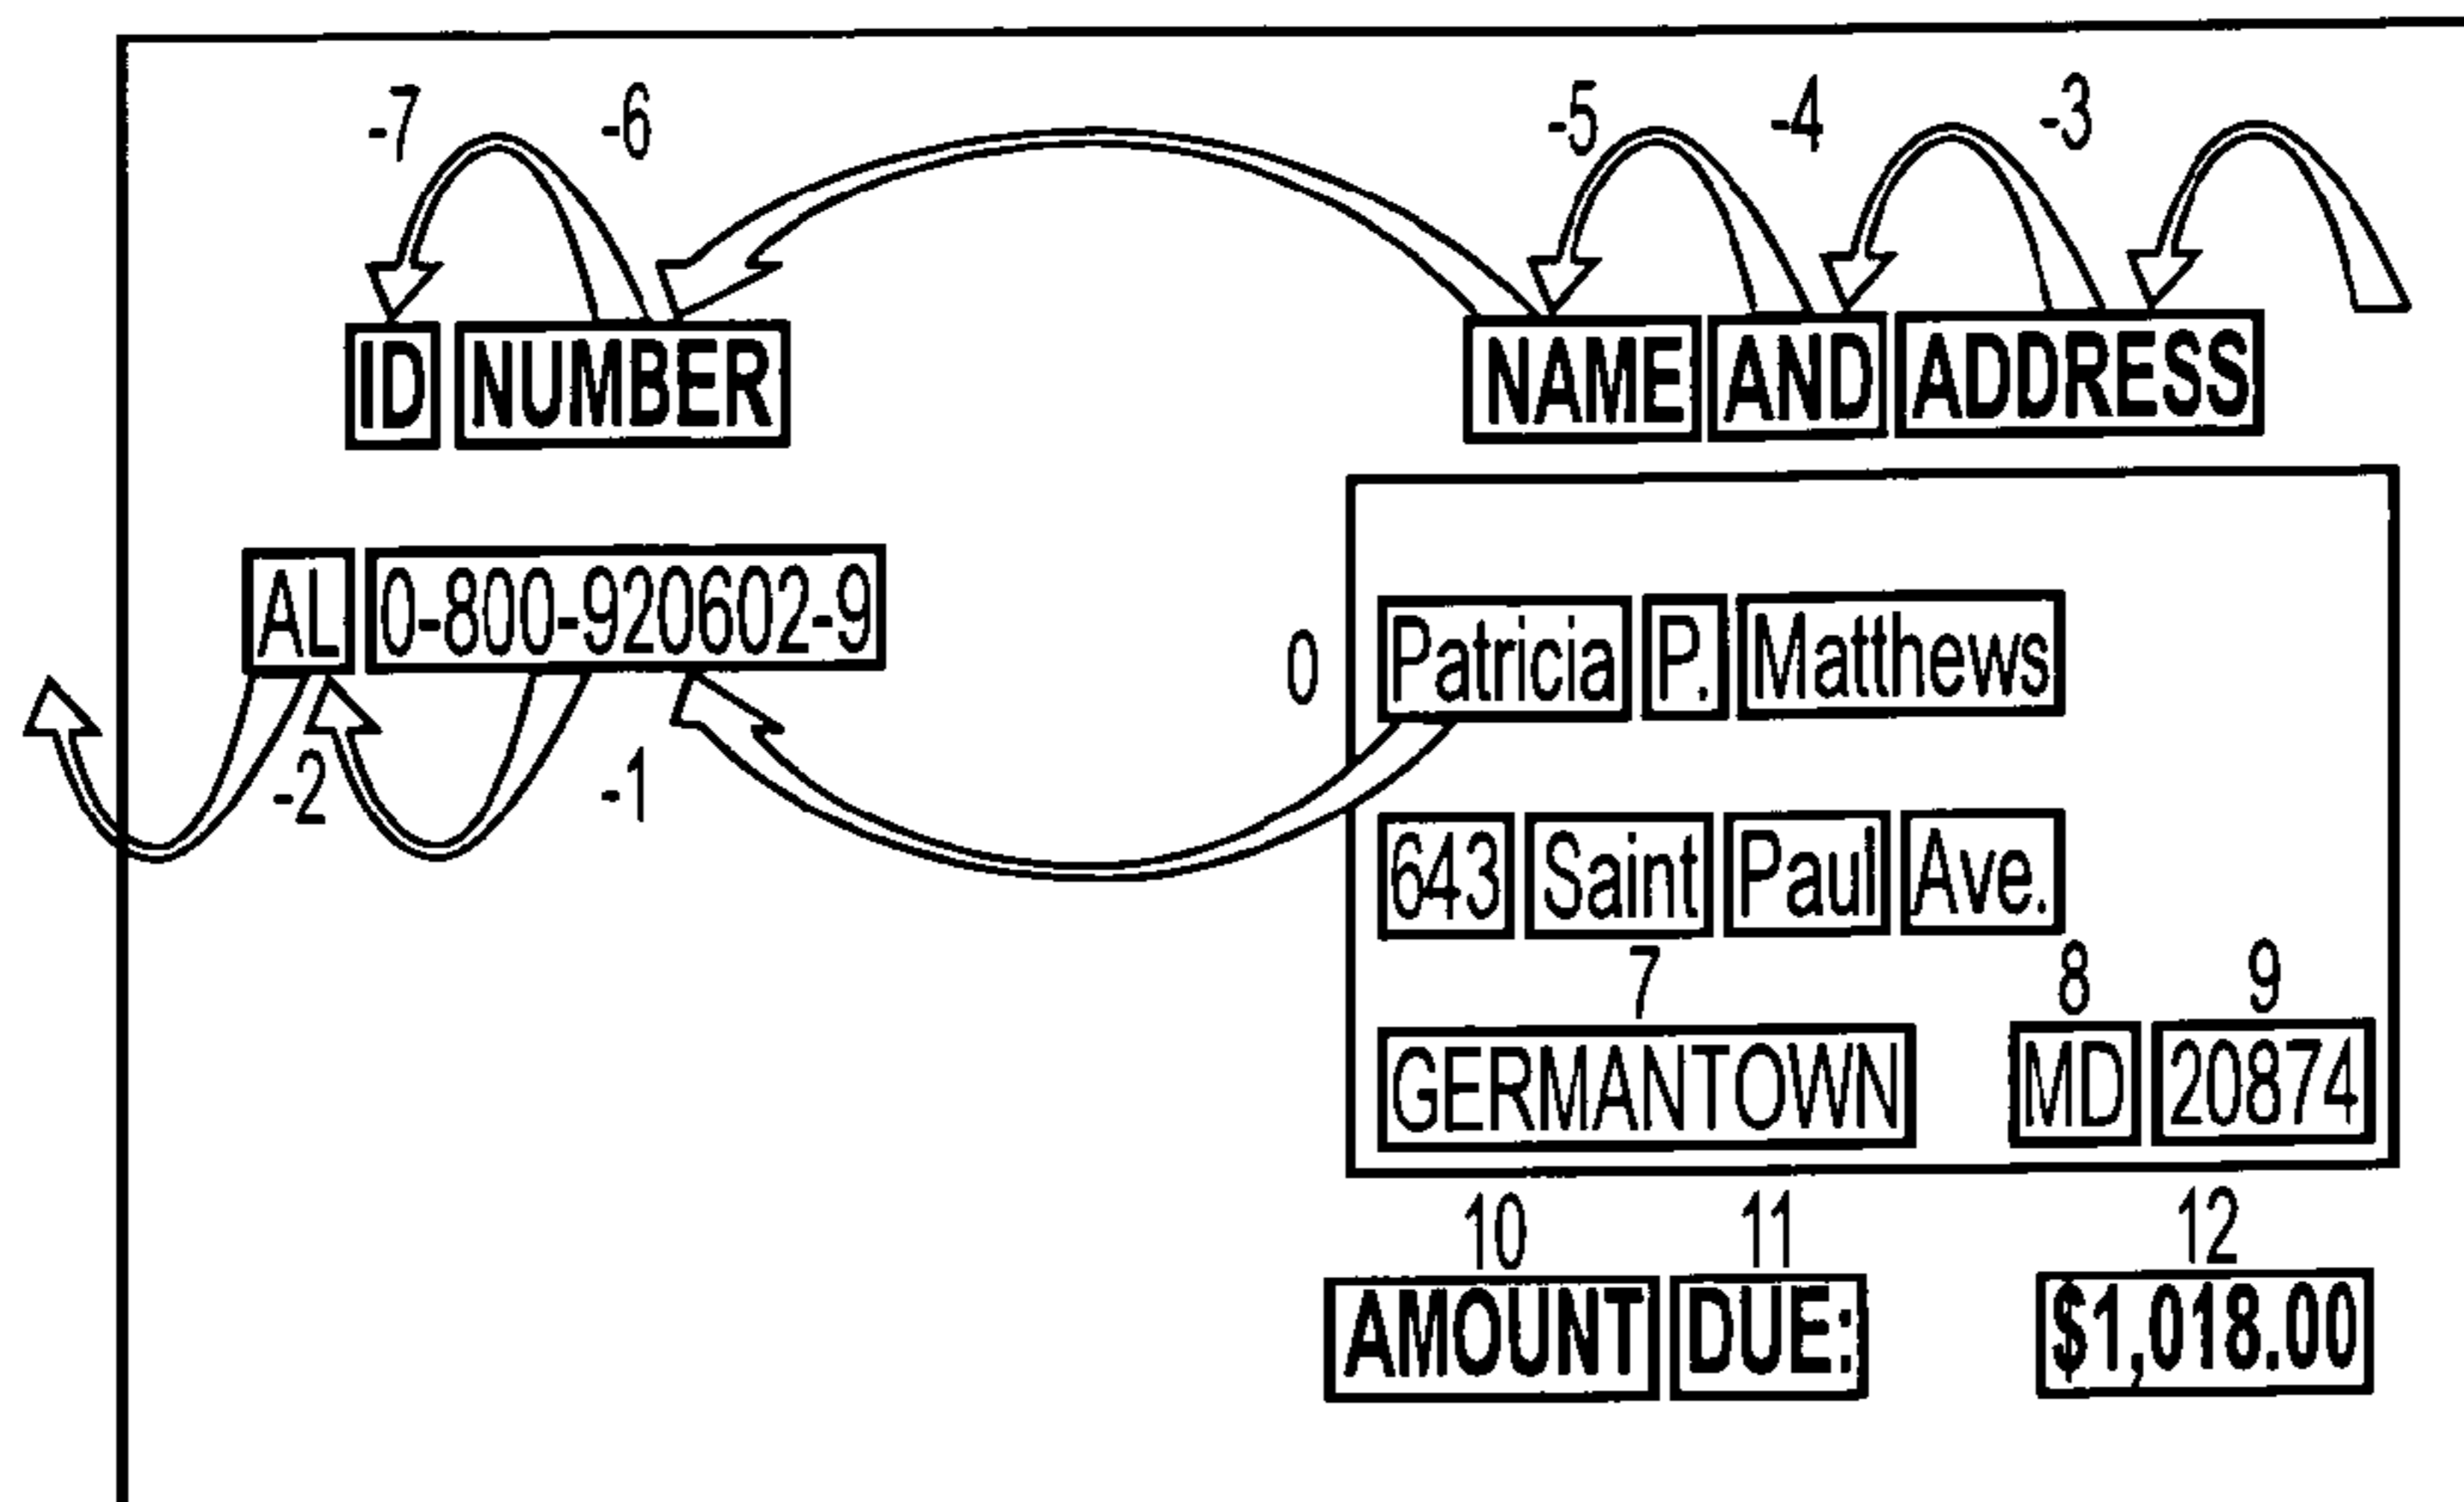 -7 -6 -5 -4 -3
ID NUMBER NAME AND ADDRESS
AL 0-800-920602-9
0 Patricia P. Matthews
-2 -1
643 Saint Paul Ave.
7 8 9
GERMANTOWN MD 20874
10 11 12
AMOUNT DUE: $1,018.00